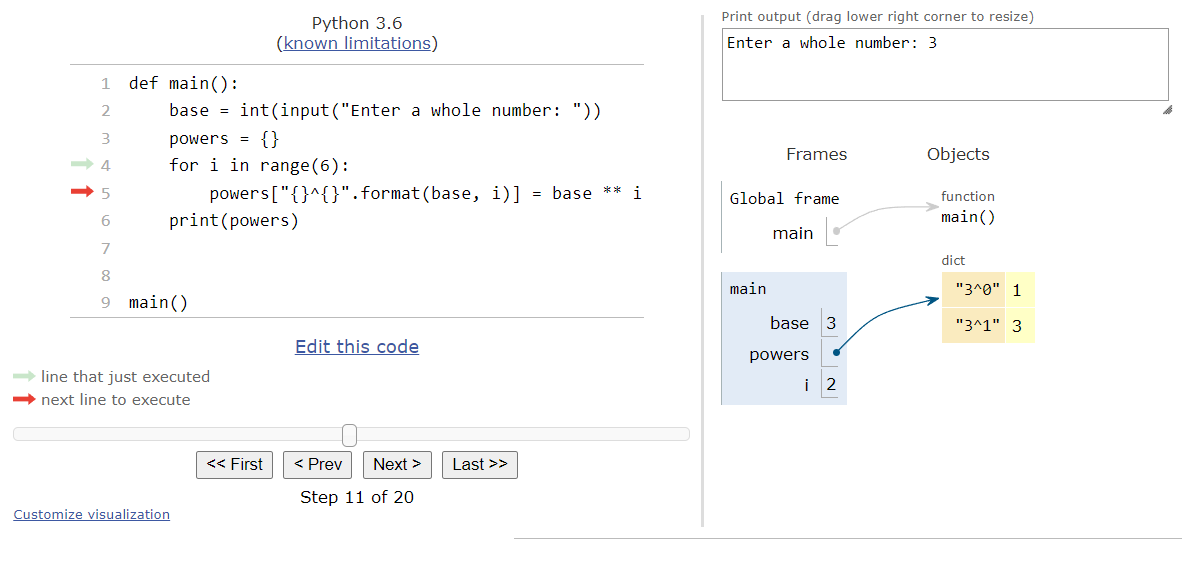 Python 3.6
(known limitations)
1 def main():
2     base = int(input("Enter a whole number: "))
3     powers = {}
4     for i in range(6):
5         powers["{}^{}".format(base, i)] = base ** i
6     print(powers)
7
8
9 main()
Edit this code
line that just executed
next line to execute
<< First < Prev Next > Last >>
Step 11 of 20
Customize visualization
Print output (drag lower right corner to resize)
Enter a whole number: 3
Frames Objects
Global frame
main
function
main()
main
base 3
powers
i 2
dict
"3^0" 1
"3^1" 3